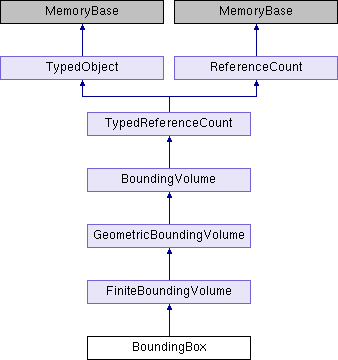 MemoryBase MemoryBase
TypedObject ReferenceCount
TypedReferenceCount
BoundingVolume
GeometricBoundingVolume
FiniteBoundingVolume
BoundingBox